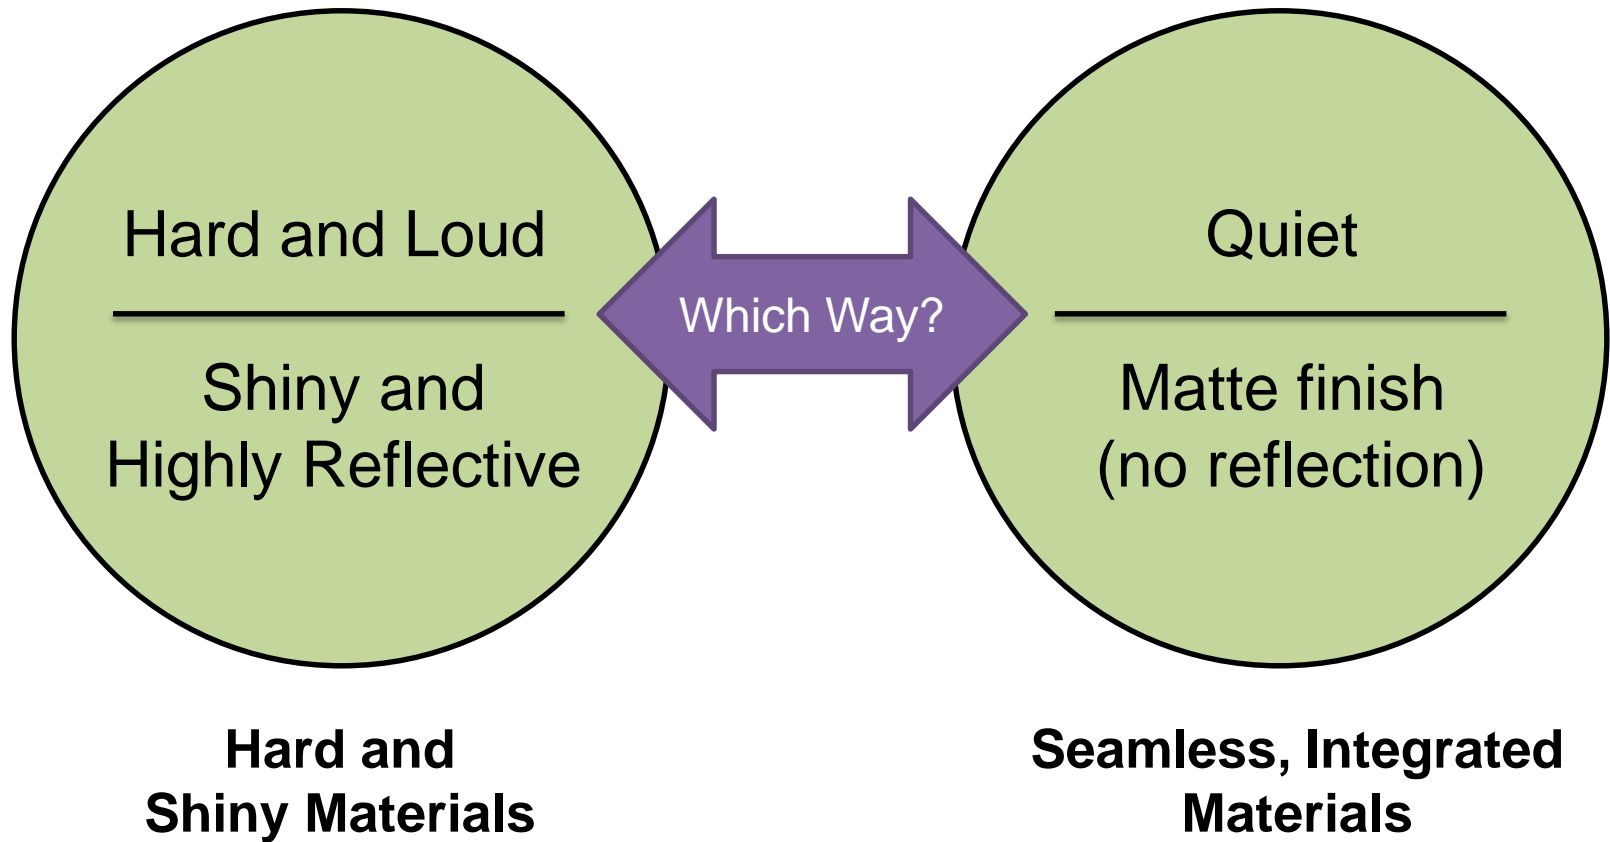 Hard and Loud
Shiny and
Highly Reflective
Hard and
Shiny Materials
Which Way?
Quiet
Matte finish
(no reflection)
Seamless, Integrated
Materials